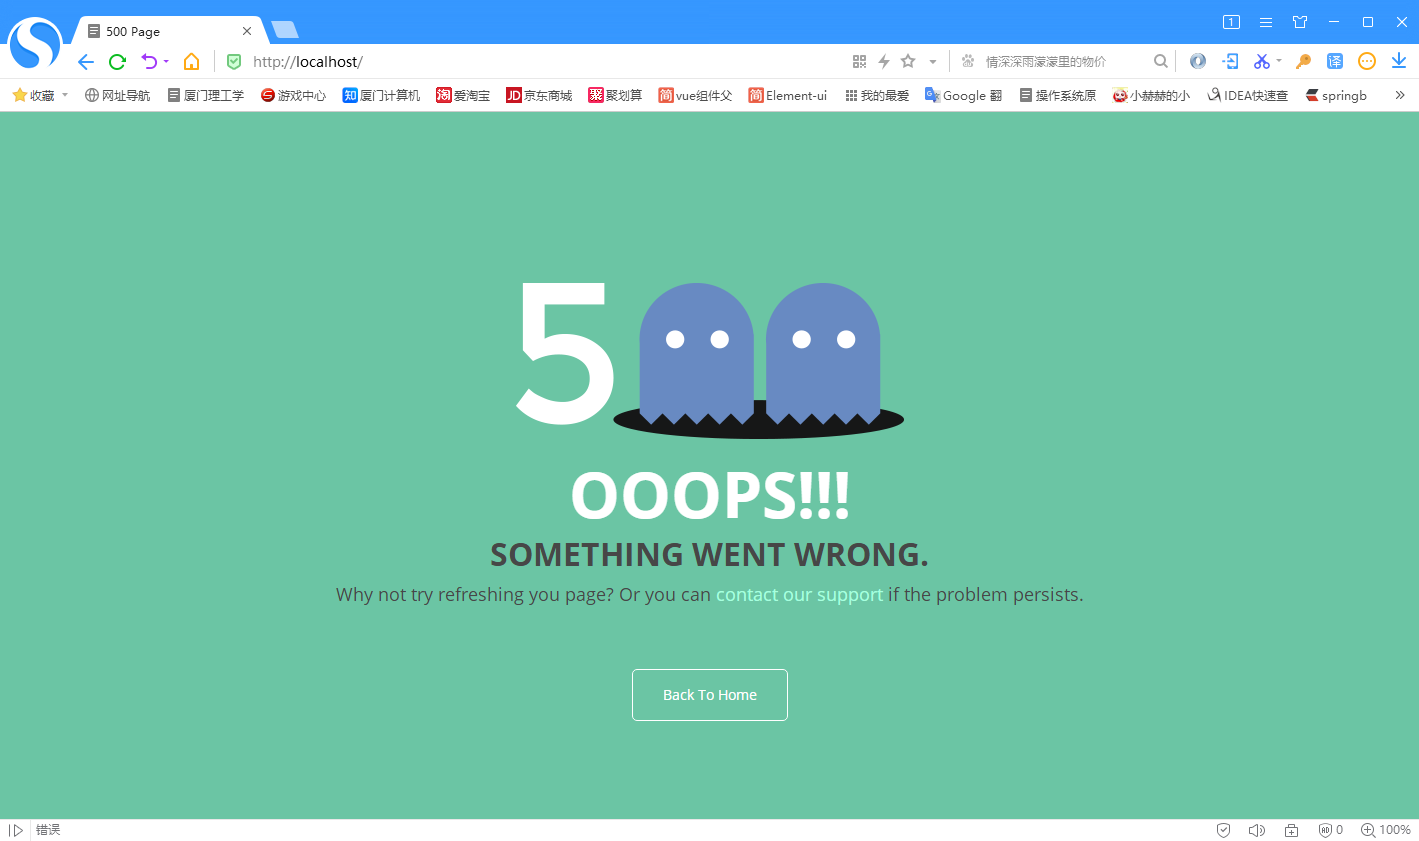 500 Page
1
http://localhost/
情深深雨濛濛里的物价
译
收藏
网址导航
厦门理工学
游戏中心
知 厦门计算机
淘 爱淘宝
JD 京东商城
聚 聚划算
简 vue组件父
简 Element-ui
我的最爱
Google 翻
操作系统原
小赫赫的小
IDEA快速查
springb
500
OOOPS!!!
SOMETHING WENT WRONG.
Why not try refreshing you page? Or you can contact our support if the problem persists.
Back To Home
错误
AD 0
100%